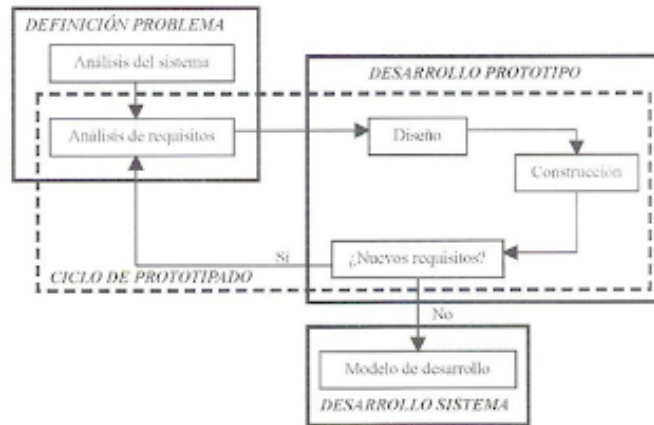 DEFINICIÓN PROBLEMA
Análisis del sistema
DESARROLLO PROTOTIPO
Análisis de requisitos
Diseño
Construccion
¿Nuevos requisitos?
Si
CICLO DE PROTOTIPADO
No
Modelo de desarrollo
DESARROLLO SISTEMA